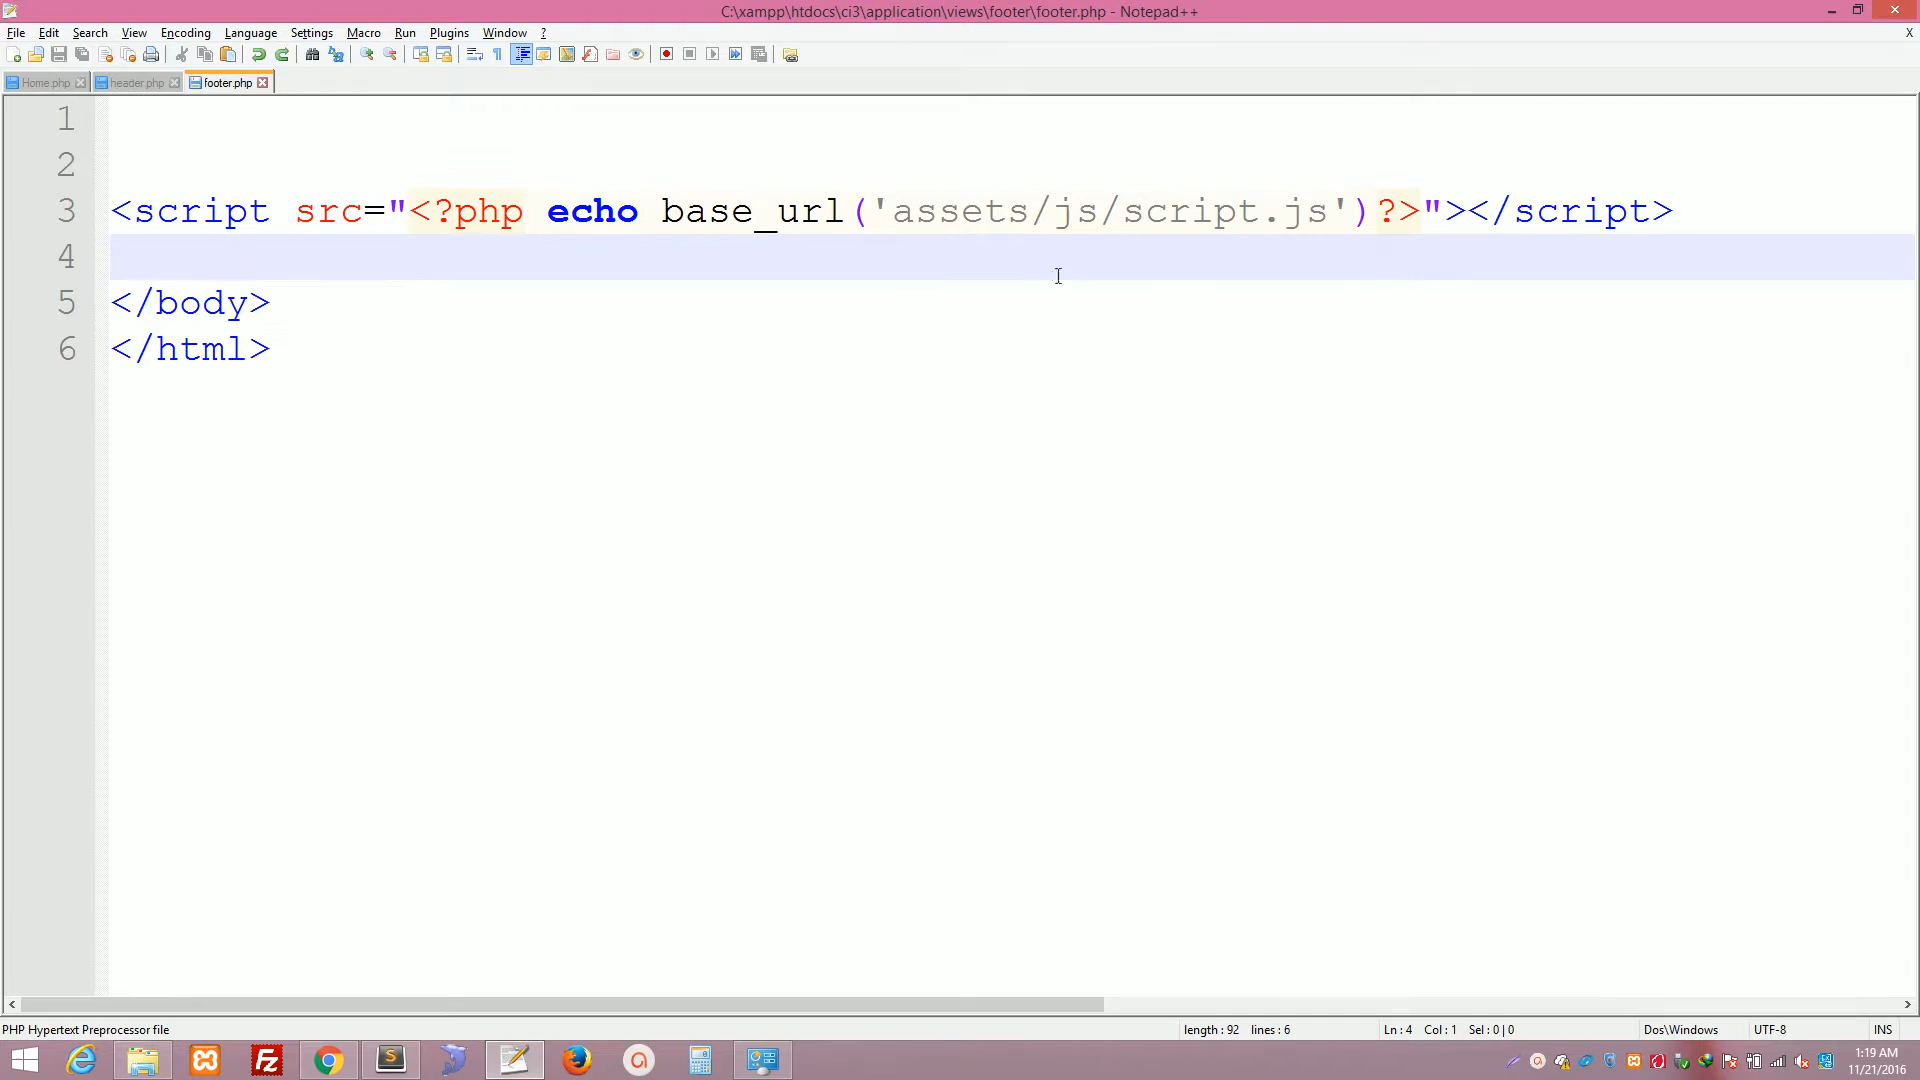 C:\xampp\htdocs\ci3\application\views\footer\footer.php - Notepad++
File Edit Search View Encoding Language Settings Macro Run Plugins Window ? X
Home.php header.php footer.php
1
2
3 <script src="<?php echo base_url('assets/js/script.js')?>"></script>
4
5 </body>
6 </html>
PHP Hypertext Preprocessor file length : 92 lines : 6 Ln : 4 Col : 1 Sel : 0 | 0 Dos\Windows UTF-8 INS
1:19 AM
11/21/2016